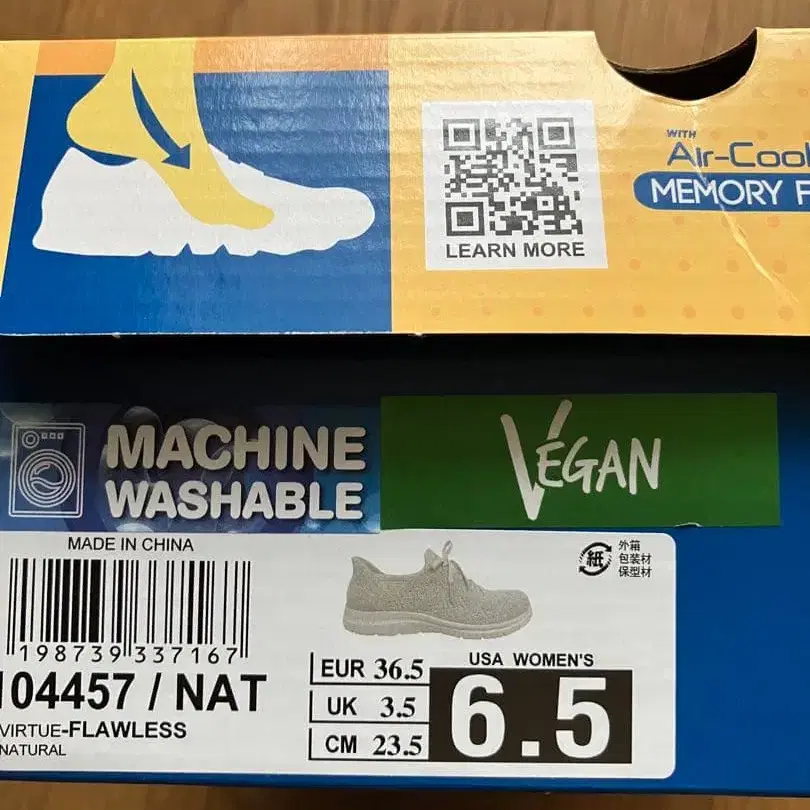 WITH
Air-Cool
MEMORY F
LEARN MORE
MACHINE
WASHABLE
VEGAN
MADE IN CHINA
198739 337167
104457 / NAT
VIRTUE-FLAWLESS
NATURAL
紙
外箱
包装材
保型材
EUR 36.5
UK 3.5
CM 23.5
USA WOMEN'S
6.5